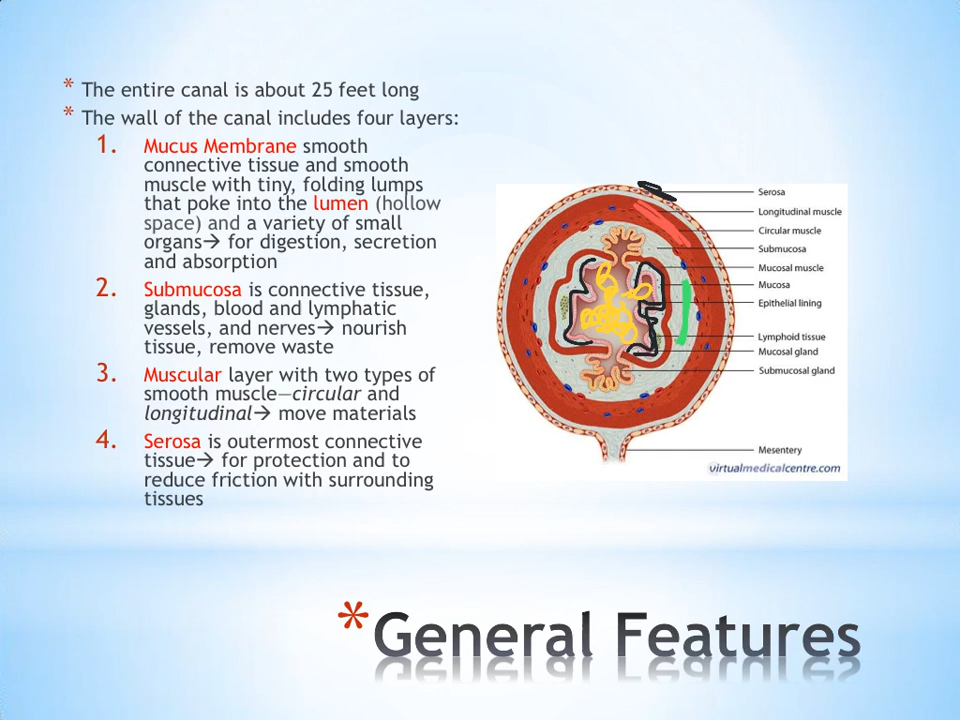 * The entire canal is about 25 feet long
* The wall of the canal includes four layers:
1. Mucus Membrane smooth
connective tissue and smooth
muscle with tiny, folding lumps
that poke into the lumen (hollow
space) and a variety of small
organs→ for digestion, secretion
and absorption
2. Submucosa is connective tissue,
glands, blood and lymphatic
vessels, and nerves→ nourish
tissue, remove waste
3. Muscular layer with two types of
smooth muscle—circular and
longitudinal→ move materials
4. Serosa is outermost connective
tissue→ for protection and to
reduce friction with surrounding
tissues
Serosa
Longitudinal muscle
Circular muscle
Submucosa
Mucosal muscle
Mucosa
Epithelial lining
Lymphoid tissue
Mucosal gland
Submucosal gland
Mesentery
virtualmedicalcentre.com
*General Features